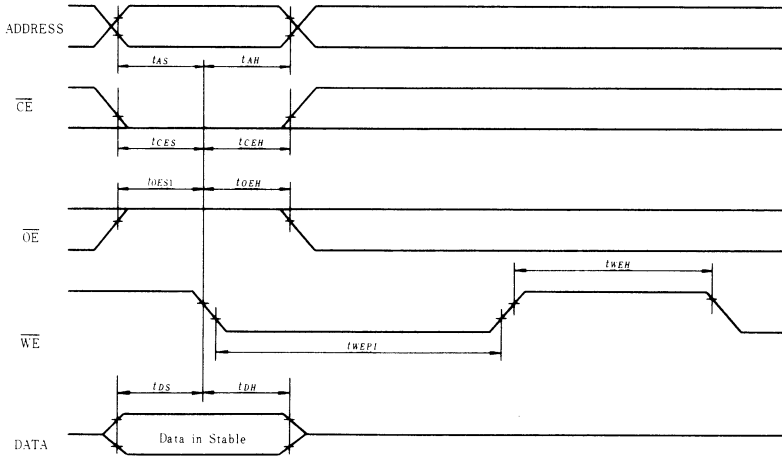 ADDRESS
tAS
tAH
CE
tCES
tCEH
tOES1
tOEH
OE
tWEH
WE
tWEP1
tDS
tDH
DATA
Data in Stable